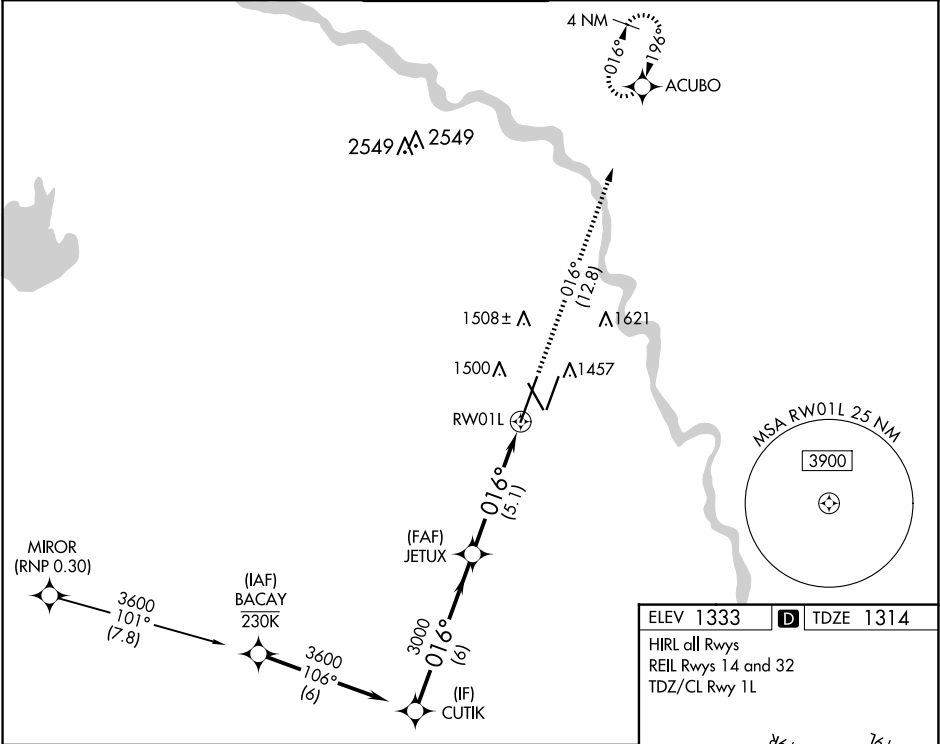 4 NM
016°
196°
ACUBO
2549
2549
016°
(12.8)
1508±
1621
1500
1457
RW01L
MSA RW01L 25 NM
3900
016°
(5.1)
(FAF)
JETUX
MIROR
(RNP 0.30)
3600
101°
(7.8)
(IAF)
BACAY
230K
3600
106°
(6)
3000
016°
(6)
(IF)
CUTIK
ELEV 1333
D
TDZE 1314
HIRL all Rwys
REIL Rwys 14 and 32
TDZ/CL Rwy 1L